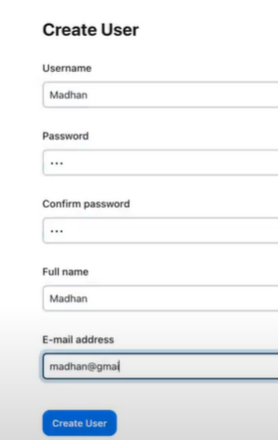 Create User
Username
Madhan
Password
•••
Confirm password
•••
Full name
Madhan
E-mail address
madhan@gmai
Create User